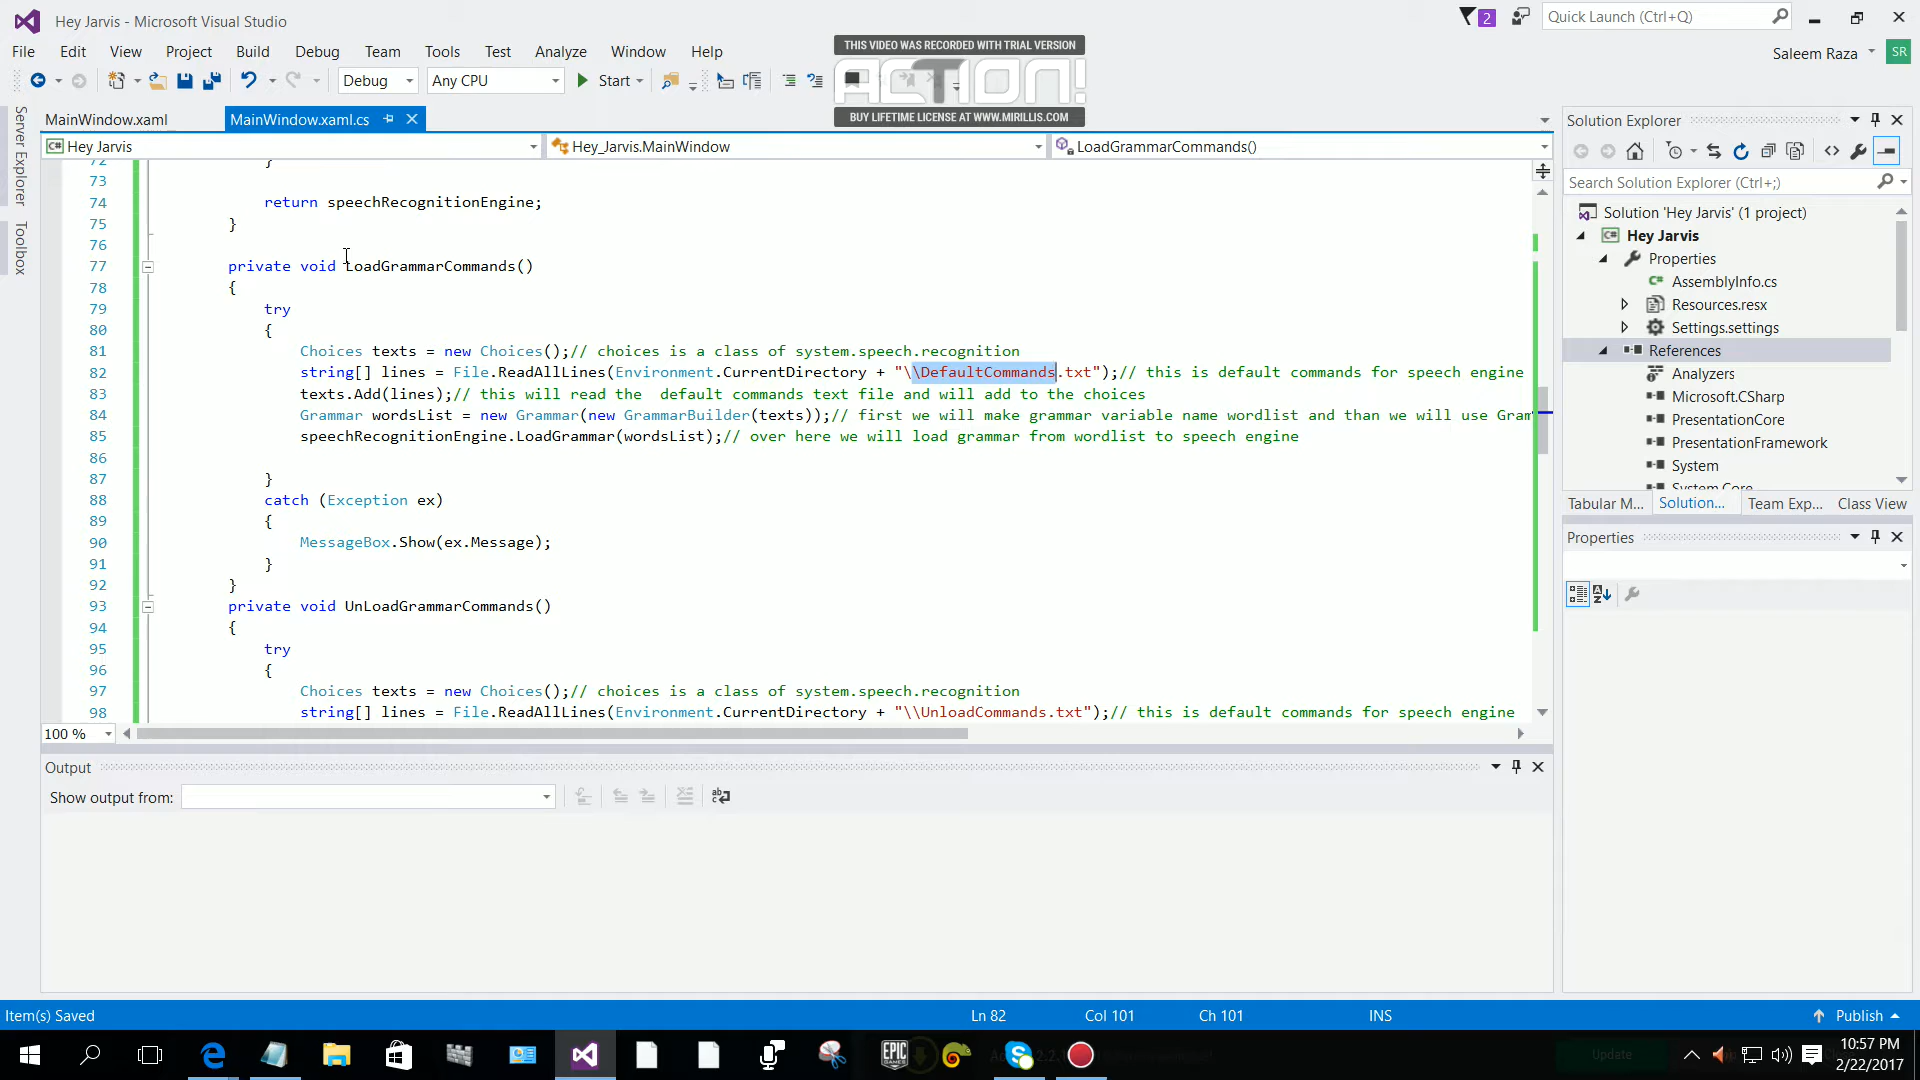 Hey Jarvis - Microsoft Visual Studio
2
Quick Launch (Ctrl+Q)
File Edit View Project Build Debug Team Tools Test Analyze Window Help
Saleem Raza
SR
THIS VIDEO WAS RECORDED WITH TRIAL VERSION
ACTION!
BUY LIFETIME LICENSE AT WWW.MIRILLIS.COM
Debug Any CPU Start
Server Explorer
Toolbox
MainWindow.xaml MainWindow.xaml.cs
Hey Jarvis Hey_Jarvis.MainWindow LoadGrammarCommands()
72 }
73
74 return speechRecognitionEngine;
75 }
76
77 private void LoadGrammarCommands()
78 {
79 try
80 {
81 Choices texts = new Choices();// choices is a class of system.speech.recognition
82 string[] lines = File.ReadAllLines(Environment.CurrentDirectory + "\\DefaultCommands.txt");// this is default commands for speech engine
83 texts.Add(lines);// this will read the  default commands text file and will add to the choices
84 Grammar wordsList = new Grammar(new GrammarBuilder(texts));// first we will make grammar variable name wordlist and than we will use Gram
85 speechRecognitionEngine.LoadGrammar(wordsList);// over here we will load grammar from wordlist to speech engine
86
87 }
88 catch (Exception ex)
89 {
90 MessageBox.Show(ex.Message);
91 }
92 }
93 private void UnLoadGrammarCommands()
94 {
95 try
96 {
97 Choices texts = new Choices();// choices is a class of system.speech.recognition
98 string[] lines = File.ReadAllLines(Environment.CurrentDirectory + "\\UnloadCommands.txt");// this is default commands for speech engine
100 %
Output
Show output from:
Solution Explorer
Search Solution Explorer (Ctrl+;)
Solution 'Hey Jarvis' (1 project)
Hey Jarvis
Properties
AssemblyInfo.cs
Resources.resx
Settings.settings
References
Analyzers
Microsoft.CSharp
PresentationCore
PresentationFramework
System
System.Core
Tabular M... Solution... Team Exp... Class View
Properties
Item(s) Saved Ln 82 Col 101 Ch 101 INS Publish
EPIC GAMES
Update
10:57 PM
2/22/2017